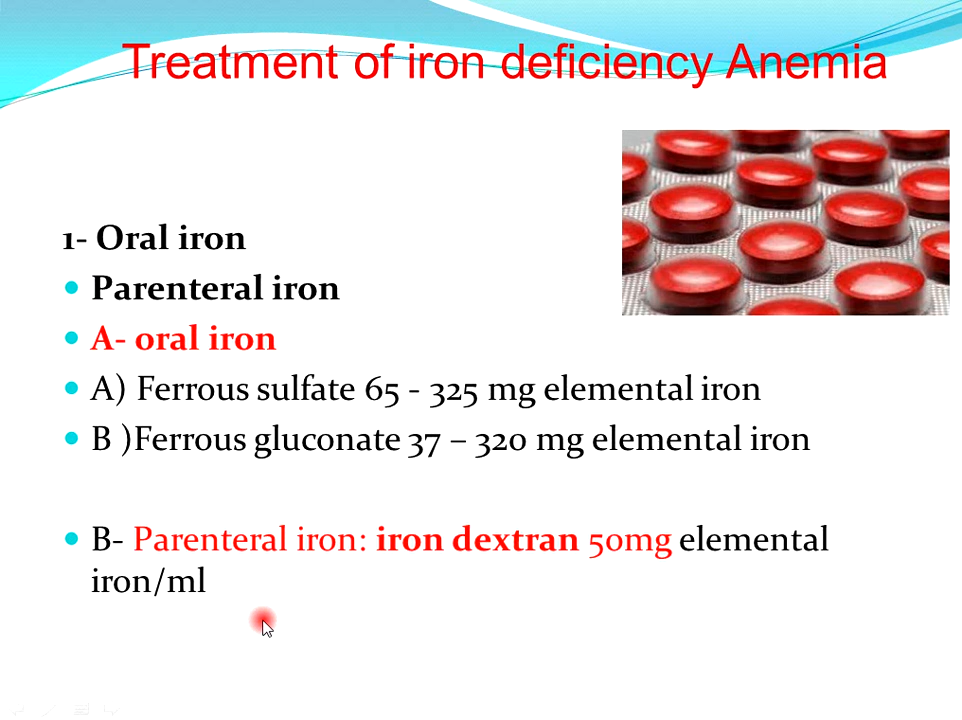 Treatment of iron deficiency Anemia
1- Oral iron
• Parenteral iron
• A- oral iron
• A) Ferrous sulfate 65 - 325 mg elemental iron
• B )Ferrous gluconate 37 – 320 mg elemental iron
• B- Parenteral iron: iron dextran 50mg elemental
iron/ml